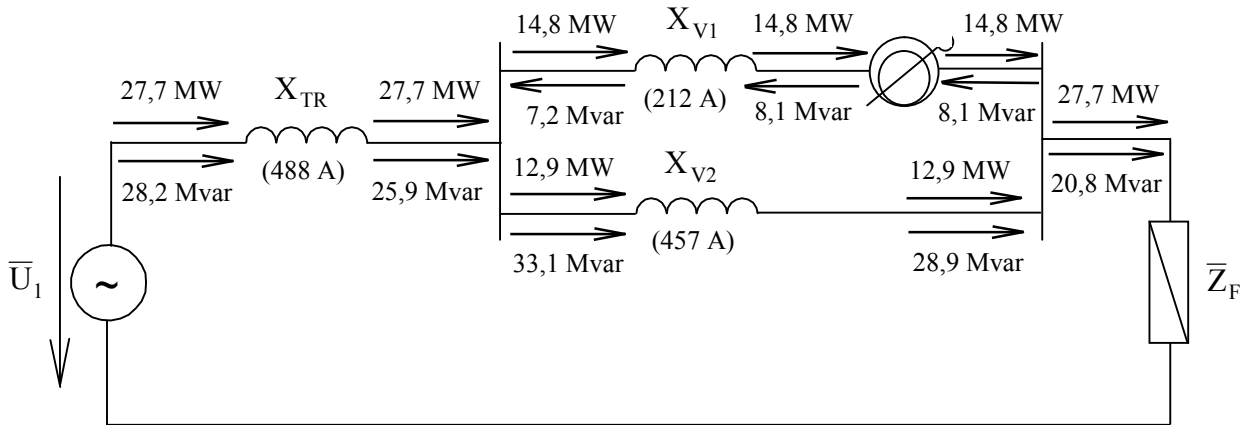 14,8 MW X_V1 14,8 MW 14,8 MW
27,7 MW X_TR 27,7 MW
7,2 Mvar (212 A) 8,1 Mvar 8,1 Mvar 27,7 MW
(488 A) 12,9 MW X_V2 12,9 MW
28,2 Mvar 25,9 Mvar 20,8 Mvar
33,1 Mvar (457 A) 28,9 Mvar
U̅_1 ~ Z̅_F